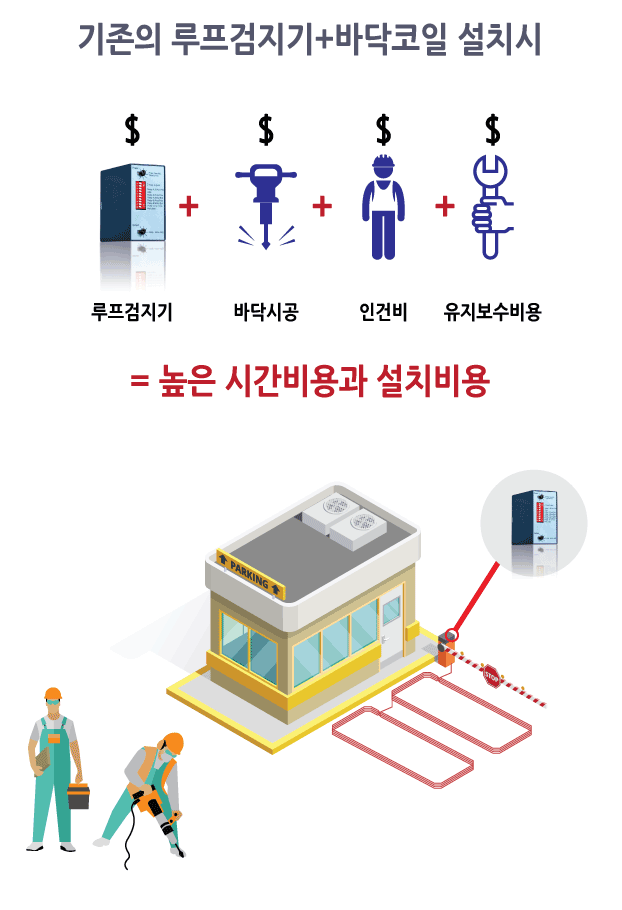 기존의 루프검지기+바닥코일 설치시
$ $ $ $
+ + +
루프검지기 바닥시공 인건비 유지보수비용
= 높은 시간비용과 설치비용
PARKING
STOP